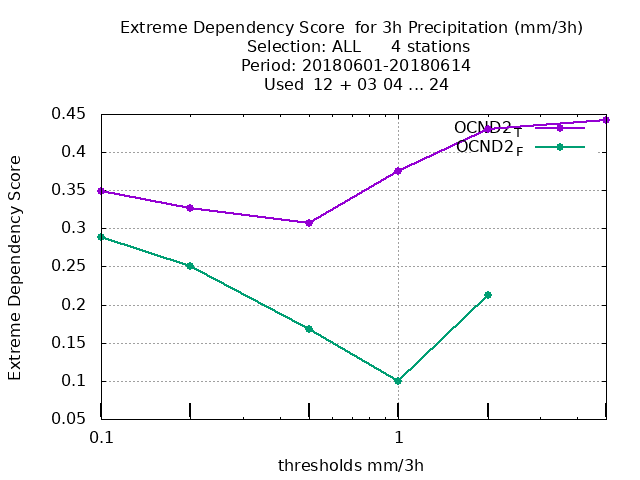 Extreme Dependency Score  for 3h Precipitation (mm/3h)
Selection: ALL      4 stations
Period: 20180601-20180614
Used  12 + 03 04 ... 24
Extreme Dependency Score
0.45
0.4
0.35
0.3
0.25
0.2
0.15
0.1
0.05
OCND2T
OCND2F
0.1
1
thresholds mm/3h